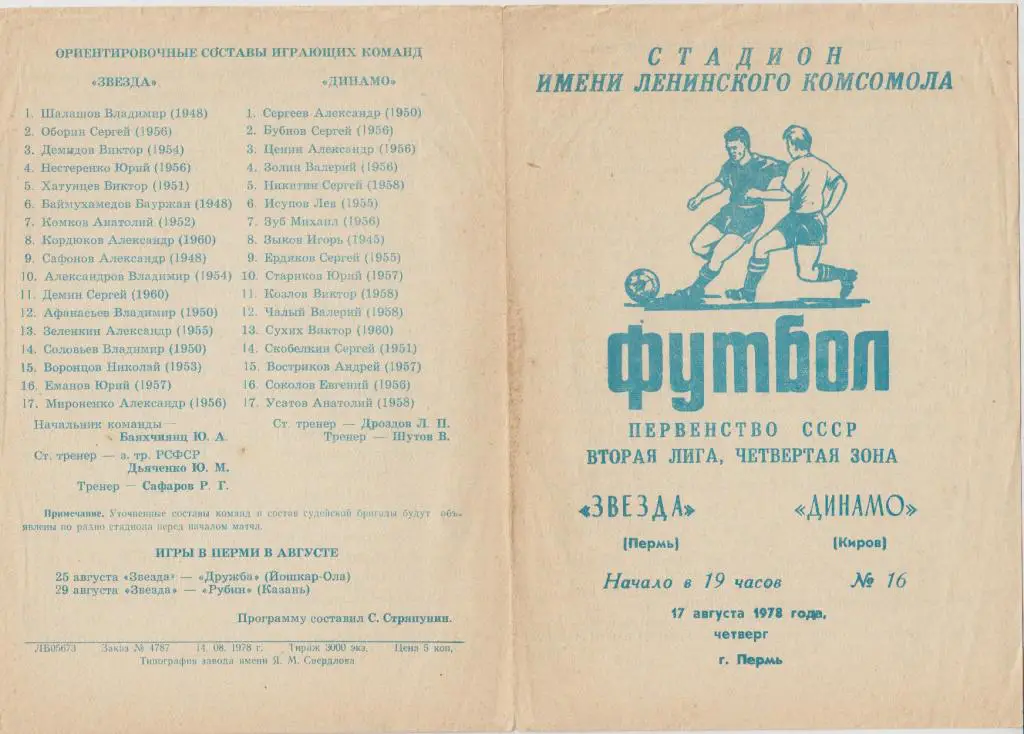 ОРИЕНТИРОВОЧНЫЕ СОСТАВЫ ИГРАЮЩИХ КОМАНД
«ЗВЕЗДА»
1. Шалашов Владимир (1948)
2. Оборин Сергей (1956)
3. Демидов Виктор (1954)
4. Нестеренко Юрий (1956)
5. Хатунцев Виктор (1951)
6. Баймухамедов Бауржан (1948)
7. Комков Анатолий (1952)
8. Кордюков Александр (1960)
9. Сафонов Александр (1948)
10. Александров Владимир (1954)
11. Демин Сергей (1960)
12. Афанасьев Владимир (1950)
13. Зеленкин Александр (1955)
14. Соловьев Владимир (1950)
15. Воронцов Николай (1953)
16. Еманов Юрий (1957)
17. Мироненко Александр (1956)
Начальник команды —
Баяхчиянц Ю. А.
Ст. тренер — з. тр. РСФСР
Дьяченко Ю. М.
Тренер — Сафаров Р. Г.
«ДИНАМО»
1. Сергеев Александр (1950)
2. Бубнов Сергей (1956)
3. Ценин Александр (1956)
4. Золин Валерий (1956)
5. Никитин Сергей (1958)
6. Исупов Лев (1955)
7. Зуб Михаил (1956)
8. Зыков Игорь (1945)
9. Ердяков Сергей (1955)
10. Стариков Юрий (1957)
11. Козлов Виктор (1958)
12. Чалый Валерий (1958)
13. Сухих Виктор (1960)
14. Скобелкин Сергей (1951)
15. Востриков Андрей (1957)
16. Соколов Евгений (1956)
17. Усатов Анатолий (1958)
Ст. тренер — Дроздов Л. П.
Тренер — Шутов В.
Примечание. Уточненные составы команд и состав судейской бригады будут объ-
явлены по радио стадиона перед началом матча.
ИГРЫ В ПЕРМИ В АВГУСТЕ
25 августа «Звезда» — «Дружба» (Йошкар-Ола)
29 августа «Звезда» — «Рубин» (Казань)
Программу составил С. Стряпунин.
ЛБ05673 Заказ № 4787 14. 08. 1978 г. Тираж 3000 экз. Цена 5 коп.
Типография завода имени Я. М. Свердлова
СТАДИОН
ИМЕНИ ЛЕНИНСКОГО КОМСОМОЛА
футбол
ПЕРВЕНСТВО СССР
ВТОРАЯ ЛИГА, ЧЕТВЕРТАЯ ЗОНА
«ЗВЕЗДА» «ДИНАМО»
(Пермь) (Киров)
Начало в 19 часов № 16
17 августа 1978 года,
четверг
г. Пермь